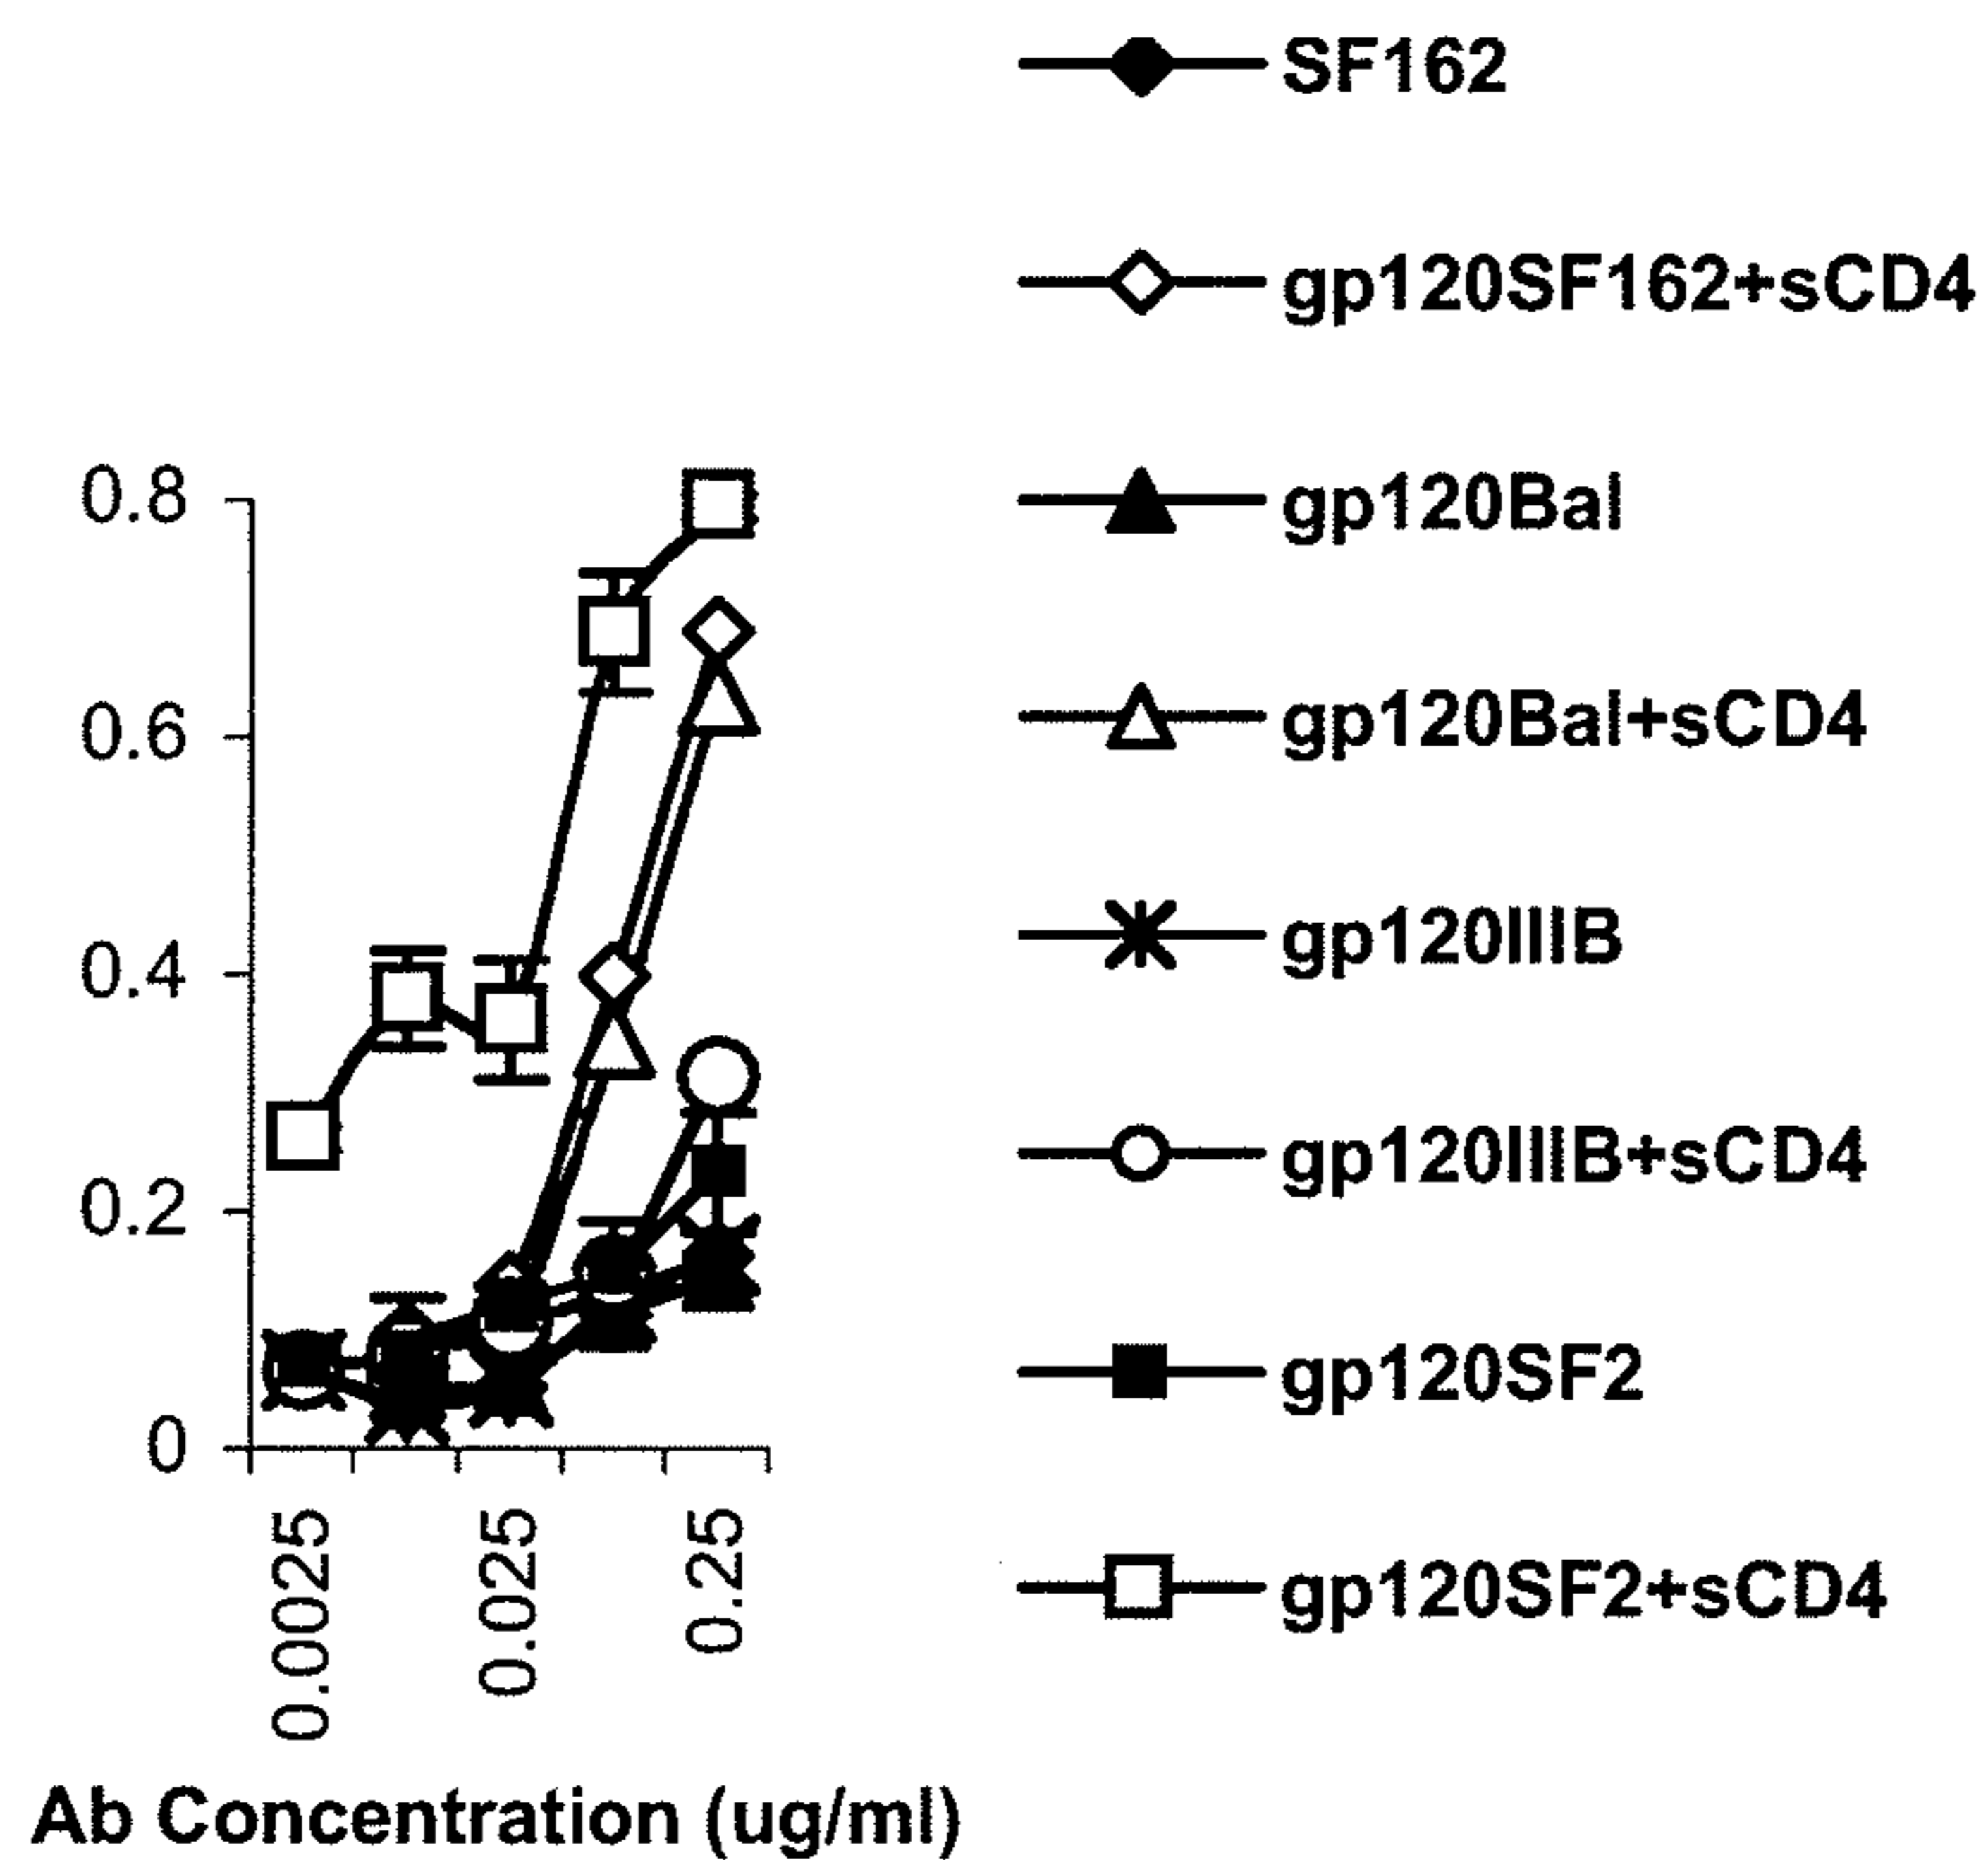 SF162
gp120SF162+sCD4
gp120Bal
gp120Bal+sCD4
gp120IIIB
gp120IIIB+sCD4
gp120SF2
gp120SF2+sCD4
0.8
0.6
0.4
0.2
0
0.0025
0.025
0.25
Ab Concentration (ug/ml)